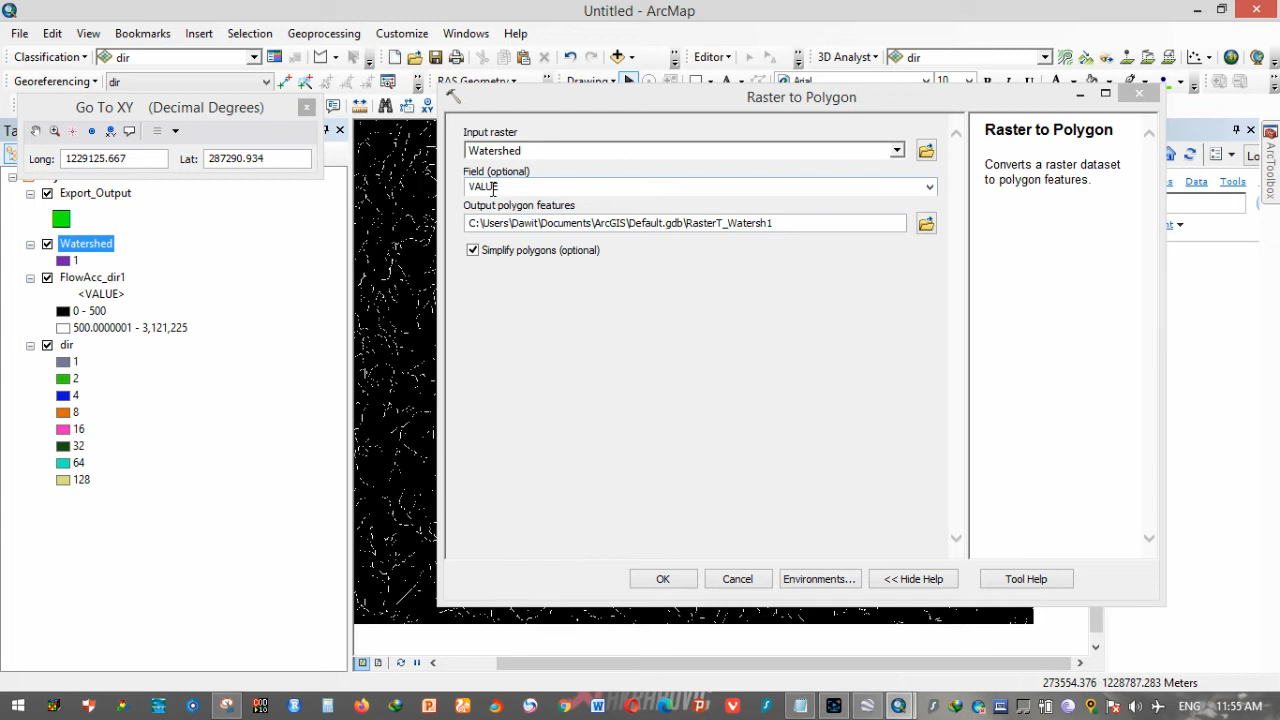 Untitled - ArcMap
File Edit View Bookmarks Insert Selection Geoprocessing Customize Windows Help
Classification dir Editor 3D Analyst dir
Georeferencing dir RAS Geometry Drawing Arial 10 B I U A
Go To XY (Decimal Degrees)
Long: 1229125.667 Lat: 287290.934
Ta
Export_Output
Watershed
1
FlowAcc_dir1
<VALUE>
0 - 500
500.0000001 - 3,121,225
dir
1
2
4
8
16
32
64
128
Raster to Polygon
Input raster
Watershed
Field (optional)
VALUE
Output polygon features
C:\Users\Dawit\Documents\ArcGIS\Default.gdb\RasterT_Watersh1
Simplify polygons (optional)
OK Cancel Environments... << Hide Help Tool Help
Raster to Polygon
Converts a raster dataset
to polygon features.
Lo
Data Tools
ArcToolbox
273554.376 1228787.283 Meters
ENG 11:55 AM